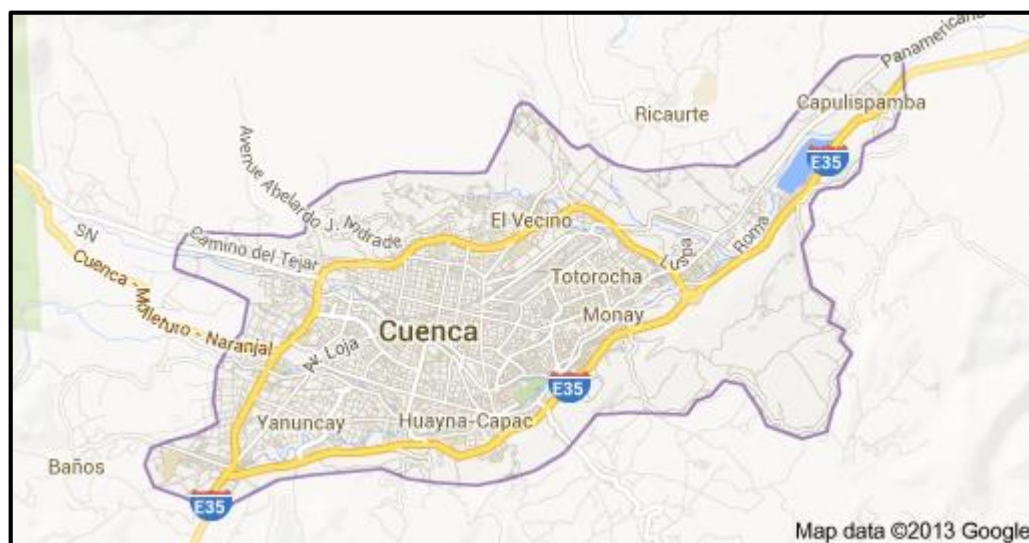 Panamericana
Capulispamba
Ricaurte
E35
Avenue Abelardo J. Andrade
El Vecino
Roma
SN
Camino del Tejar
Totorocha
Cuenca - Molleturo - Naranjal
Monay
Cuenca
Av. Loja
E35
Yanuncay
Huayna-Capac
Baños
E35
Map data ©2013 Google